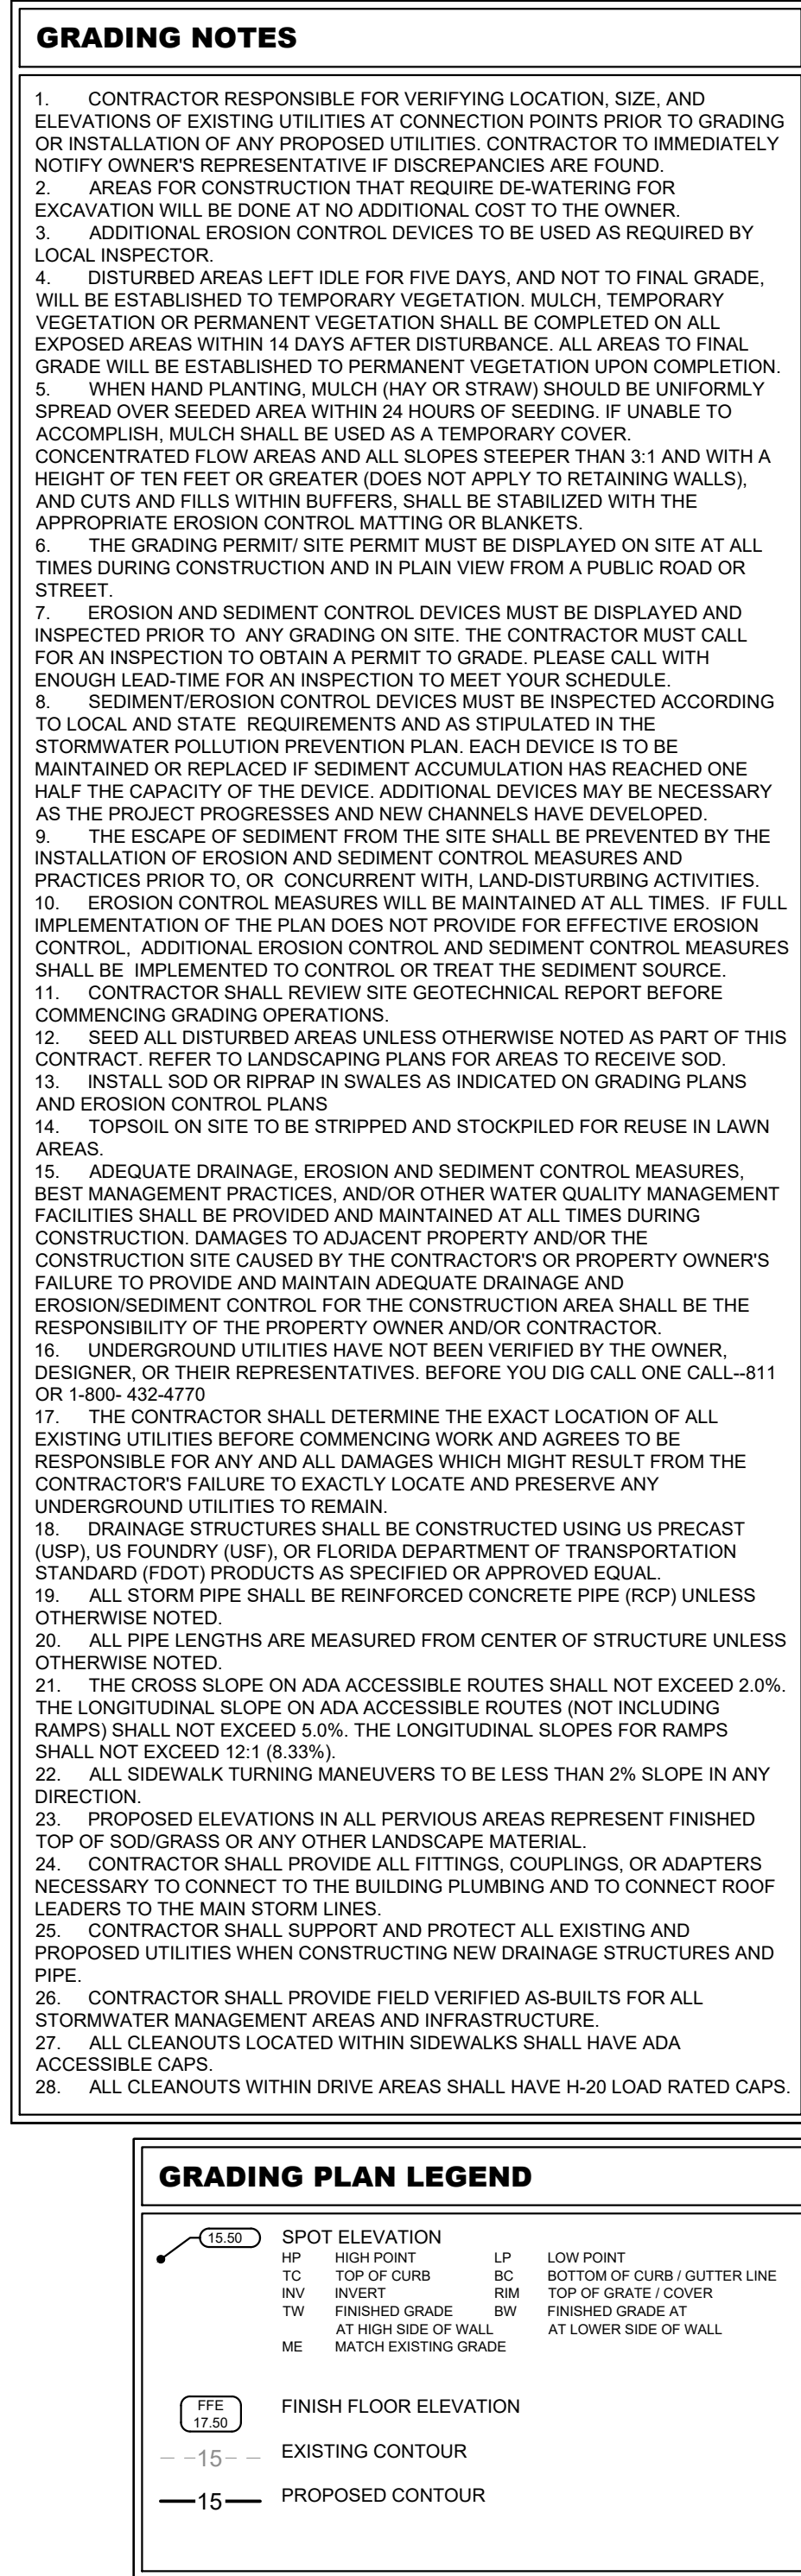 GRADING NOTES
1. CONTRACTOR RESPONSIBLE FOR VERIFYING LOCATION, SIZE, AND
ELEVATIONS OF EXISTING UTILITIES AT CONNECTION POINTS PRIOR TO GRADING
OR INSTALLATION OF ANY PROPOSED UTILITIES. CONTRACTOR TO IMMEDIATELY
NOTIFY OWNER'S REPRESENTATIVE IF DISCREPANCIES ARE FOUND.
2. AREAS FOR CONSTRUCTION THAT REQUIRE DE-WATERING FOR
EXCAVATION WILL BE DONE AT NO ADDITIONAL COST TO THE OWNER.
3. ADDITIONAL EROSION CONTROL DEVICES TO BE USED AS REQUIRED BY
LOCAL INSPECTOR.
4. DISTURBED AREAS LEFT IDLE FOR FIVE DAYS, AND NOT TO FINAL GRADE,
WILL BE ESTABLISHED TO TEMPORARY VEGETATION. MULCH, TEMPORARY
VEGETATION OR PERMANENT VEGETATION SHALL BE COMPLETED ON ALL
EXPOSED AREAS WITHIN 14 DAYS AFTER DISTURBANCE. ALL AREAS TO FINAL
GRADE WILL BE ESTABLISHED TO PERMANENT VEGETATION UPON COMPLETION.
5. WHEN HAND PLANTING, MULCH (HAY OR STRAW) SHOULD BE UNIFORMLY
SPREAD OVER SEEDED AREA WITHIN 24 HOURS OF SEEDING. IF UNABLE TO
ACCOMPLISH, MULCH SHALL BE USED AS A TEMPORARY COVER.
CONCENTRATED FLOW AREAS AND ALL SLOPES STEEPER THAN 3:1 AND WITH A
HEIGHT OF TEN FEET OR GREATER (DOES NOT APPLY TO RETAINING WALLS),
AND CUTS AND FILLS WITHIN BUFFERS, SHALL BE STABILIZED WITH THE
APPROPRIATE EROSION CONTROL MATTING OR BLANKETS.
6. THE GRADING PERMIT/ SITE PERMIT MUST BE DISPLAYED ON SITE AT ALL
TIMES DURING CONSTRUCTION AND IN PLAIN VIEW FROM A PUBLIC ROAD OR
STREET.
7. EROSION AND SEDIMENT CONTROL DEVICES MUST BE DISPLAYED AND
INSPECTED PRIOR TO ANY GRADING ON SITE. THE CONTRACTOR MUST CALL
FOR AN INSPECTION TO OBTAIN A PERMIT TO GRADE. PLEASE CALL WITH
ENOUGH LEAD-TIME FOR AN INSPECTION TO MEET YOUR SCHEDULE.
8. SEDIMENT/EROSION CONTROL DEVICES MUST BE INSPECTED ACCORDING
TO LOCAL AND STATE REQUIREMENTS AND AS STIPULATED IN THE
STORMWATER POLLUTION PREVENTION PLAN. EACH DEVICE IS TO BE
MAINTAINED OR REPLACED IF SEDIMENT ACCUMULATION HAS REACHED ONE
HALF THE CAPACITY OF THE DEVICE. ADDITIONAL DEVICES MAY BE NECESSARY
AS THE PROJECT PROGRESSES AND NEW CHANNELS HAVE DEVELOPED.
9. THE ESCAPE OF SEDIMENT FROM THE SITE SHALL BE PREVENTED BY THE
INSTALLATION OF EROSION AND SEDIMENT CONTROL MEASURES AND
PRACTICES PRIOR TO, OR CONCURRENT WITH, LAND-DISTURBING ACTIVITIES.
10. EROSION CONTROL MEASURES WILL BE MAINTAINED AT ALL TIMES. IF FULL
IMPLEMENTATION OF THE PLAN DOES NOT PROVIDE FOR EFFECTIVE EROSION
CONTROL, ADDITIONAL EROSION CONTROL AND SEDIMENT CONTROL MEASURES
SHALL BE IMPLEMENTED TO CONTROL OR TREAT THE SEDIMENT SOURCE.
11. CONTRACTOR SHALL REVIEW SITE GEOTECHNICAL REPORT BEFORE
COMMENCING GRADING OPERATIONS.
12. SEED ALL DISTURBED AREAS UNLESS OTHERWISE NOTED AS PART OF THIS
CONTRACT. REFER TO LANDSCAPING PLANS FOR AREAS TO RECEIVE SOD.
13. INSTALL SOD OR RIPRAP IN SWALES AS INDICATED ON GRADING PLANS
AND EROSION CONTROL PLANS
14. TOPSOIL ON SITE TO BE STRIPPED AND STOCKPILED FOR REUSE IN LAWN
AREAS.
15. ADEQUATE DRAINAGE, EROSION AND SEDIMENT CONTROL MEASURES,
BEST MANAGEMENT PRACTICES, AND/OR OTHER WATER QUALITY MANAGEMENT
FACILITIES SHALL BE PROVIDED AND MAINTAINED AT ALL TIMES DURING
CONSTRUCTION. DAMAGES TO ADJACENT PROPERTY AND/OR THE
CONSTRUCTION SITE CAUSED BY THE CONTRACTOR'S OR PROPERTY OWNER'S
FAILURE TO PROVIDE AND MAINTAIN ADEQUATE DRAINAGE AND
EROSION/SEDIMENT CONTROL FOR THE CONSTRUCTION AREA SHALL BE THE
RESPONSIBILITY OF THE PROPERTY OWNER AND/OR CONTRACTOR.
16. UNDERGROUND UTILITIES HAVE NOT BEEN VERIFIED BY THE OWNER,
DESIGNER, OR THEIR REPRESENTATIVES. BEFORE YOU DIG CALL ONE CALL--811
OR 1-800- 432-4770
17. THE CONTRACTOR SHALL DETERMINE THE EXACT LOCATION OF ALL
EXISTING UTILITIES BEFORE COMMENCING WORK AND AGREES TO BE
RESPONSIBLE FOR ANY AND ALL DAMAGES WHICH MIGHT RESULT FROM THE
CONTRACTOR'S FAILURE TO EXACTLY LOCATE AND PRESERVE ANY
UNDERGROUND UTILITIES TO REMAIN.
18. DRAINAGE STRUCTURES SHALL BE CONSTRUCTED USING US PRECAST
(USP), US FOUNDRY (USF), OR FLORIDA DEPARTMENT OF TRANSPORTATION
STANDARD (FDOT) PRODUCTS AS SPECIFIED OR APPROVED EQUAL.
19. ALL STORM PIPE SHALL BE REINFORCED CONCRETE PIPE (RCP) UNLESS
OTHERWISE NOTED.
20. ALL PIPE LENGTHS ARE MEASURED FROM CENTER OF STRUCTURE UNLESS
OTHERWISE NOTED.
21. THE CROSS SLOPE ON ADA ACCESSIBLE ROUTES SHALL NOT EXCEED 2.0%.
THE LONGITUDINAL SLOPE ON ADA ACCESSIBLE ROUTES (NOT INCLUDING
RAMPS) SHALL NOT EXCEED 5.0%. THE LONGITUDINAL SLOPES FOR RAMPS
SHALL NOT EXCEED 12:1 (8.33%).
22. ALL SIDEWALK TURNING MANEUVERS TO BE LESS THAN 2% SLOPE IN ANY
DIRECTION.
23. PROPOSED ELEVATIONS IN ALL PERVIOUS AREAS REPRESENT FINISHED
TOP OF SOD/GRASS OR ANY OTHER LANDSCAPE MATERIAL.
24. CONTRACTOR SHALL PROVIDE ALL FITTINGS, COUPLINGS, OR ADAPTERS
NECESSARY TO CONNECT TO THE BUILDING PLUMBING AND TO CONNECT ROOF
LEADERS TO THE MAIN STORM LINES.
25. CONTRACTOR SHALL SUPPORT AND PROTECT ALL EXISTING AND
PROPOSED UTILITIES WHEN CONSTRUCTING NEW DRAINAGE STRUCTURES AND
PIPE.
26. CONTRACTOR SHALL PROVIDE FIELD VERIFIED AS-BUILTS FOR ALL
STORMWATER MANAGEMENT AREAS AND INFRASTRUCTURE.
27. ALL CLEANOUTS LOCATED WITHIN SIDEWALKS SHALL HAVE ADA
ACCESSIBLE CAPS.
28. ALL CLEANOUTS WITHIN DRIVE AREAS SHALL HAVE H-20 LOAD RATED CAPS.
GRADING PLAN LEGEND
15.50 SPOT ELEVATION
HP HIGH POINT LP LOW POINT
TC TOP OF CURB BC BOTTOM OF CURB / GUTTER LINE
INV INVERT RIM TOP OF GRATE / COVER
TW FINISHED GRADE BW FINISHED GRADE AT
AT HIGH SIDE OF WALL AT LOWER SIDE OF WALL
ME MATCH EXISTING GRADE
FFE
17.50
FINISH FLOOR ELEVATION
15 EXISTING CONTOUR
15 PROPOSED CONTOUR